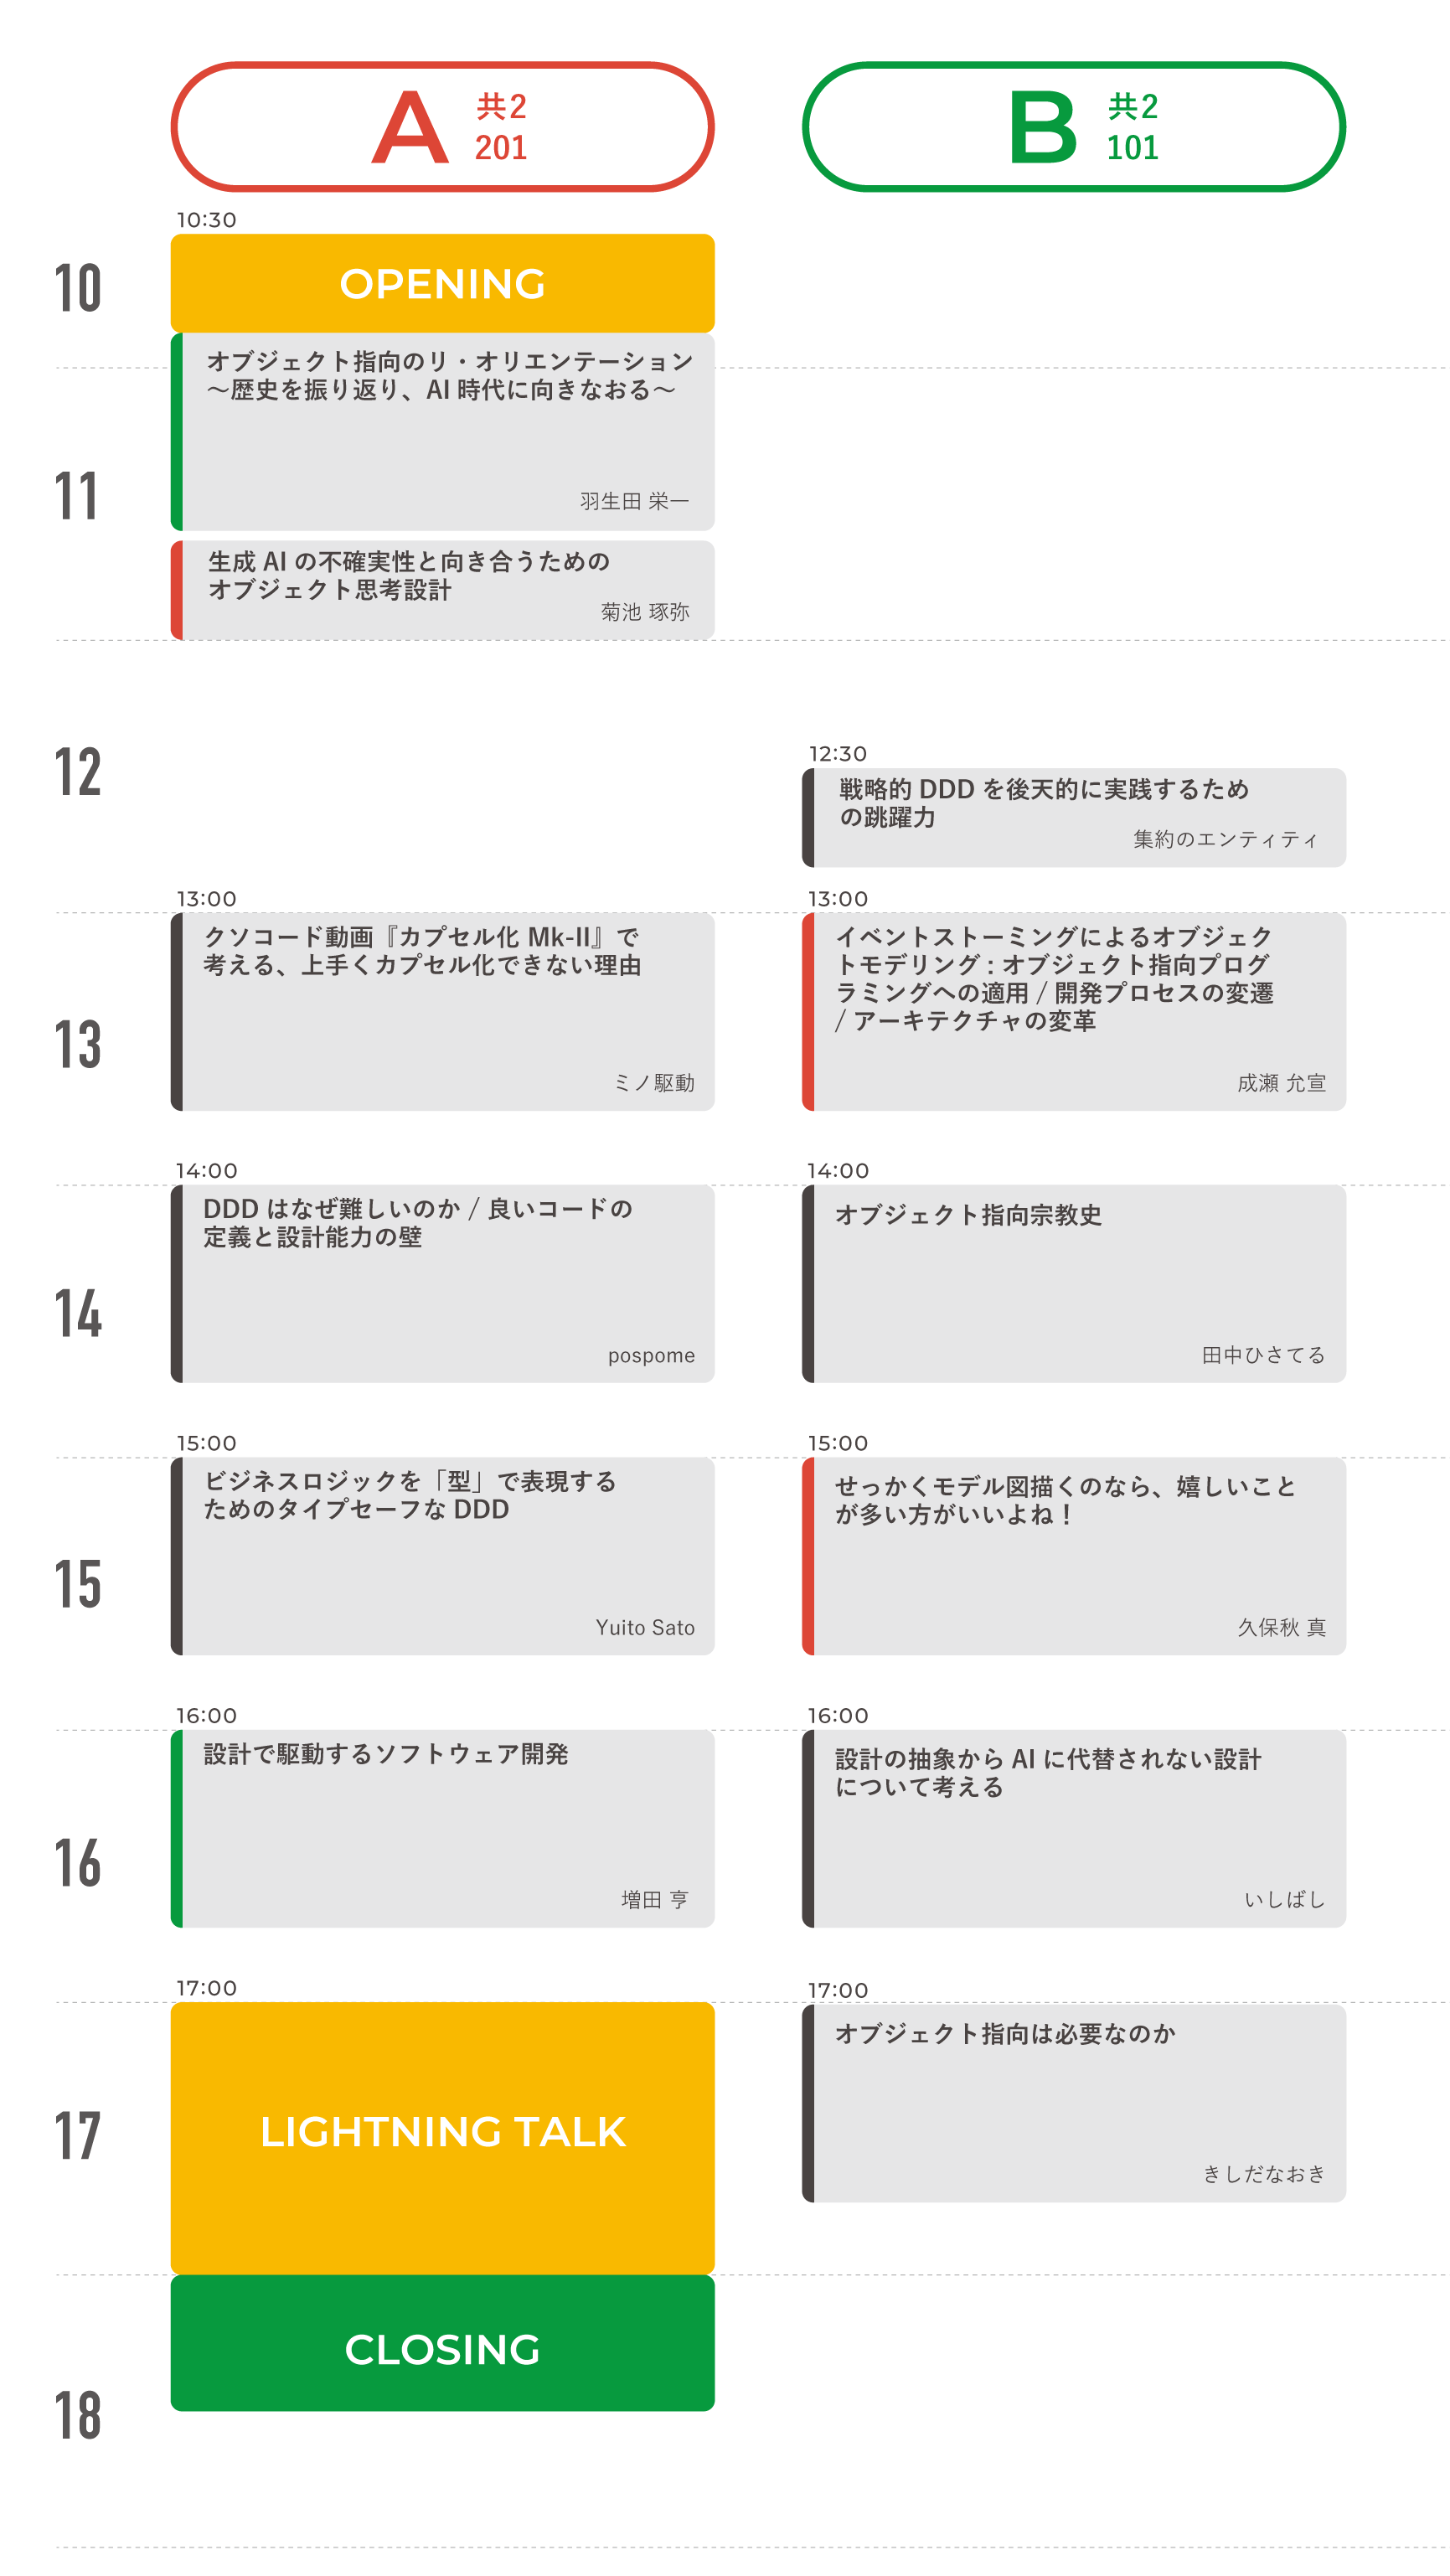 A 共2
201
B 共2
101
10:30
10
OPENING
オブジェクト指向のリ・オリエンテーション
〜歴史を振り返り、AI 時代に向きなおる〜
11
羽生田 栄一
生成 AI の不確実性と向き合うための
オブジェクト思考設計
菊池 琢弥
12
12:30
戦略的 DDD を後天的に実践するため
の跳躍力
集約のエンティティ
13:00
クソコード動画『カプセル化 Mk-II』で
考える、上手くカプセル化できない理由
ミノ駆動
13:00
イベントストーミングによるオブジェク
トモデリング : オブジェクト指向プログ
ラミングへの適用 / 開発プロセスの変遷
/ アーキテクチャの変革
成瀬 允宣
13
14:00
DDD はなぜ難しいのか / 良いコードの
定義と設計能力の壁
pospome
14:00
オブジェクト指向宗教史
田中ひさてる
14
15:00
ビジネスロジックを「型」で表現する
ためのタイプセーフな DDD
Yuito Sato
15:00
せっかくモデル図描くのなら、嬉しいこと
が多い方がいいよね！
久保秋 真
15
16:00
設計で駆動するソフトウェア開発
増田 亨
16:00
設計の抽象から AI に代替されない設計
について考える
いしばし
16
17:00
LIGHTNING TALK
17:00
オブジェクト指向は必要なのか
きしだなおき
17
CLOSING
18